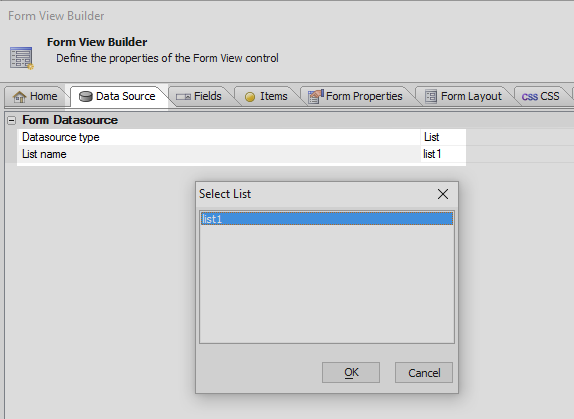 Form View Builder
Form View Builder
Define the properties of the Form View control
Home Data Source Fields Items Form Properties Form Layout CSS CSS
Form Datasource
Datasource type List
List name list1
Select List
list1
OK Cancel